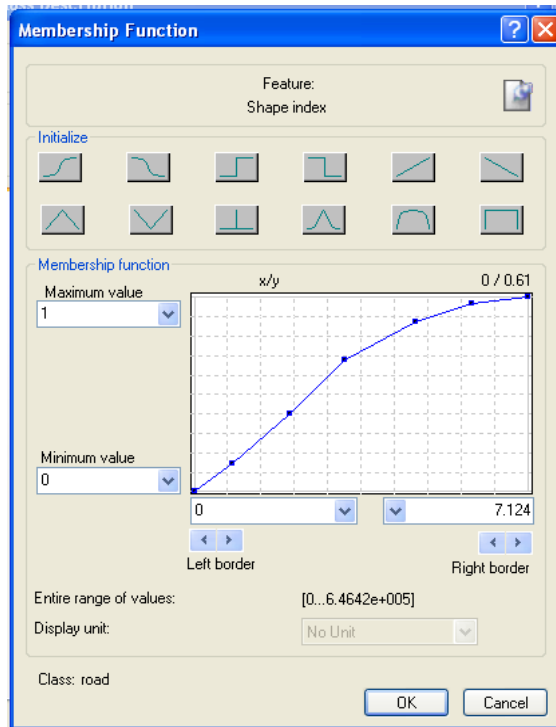 Membership Function
Feature:
Shape index
Initialize
Membership function
x/y
0 / 0.61
Maximum value
1
Minimum value
0
0
7.124
Left border
Right border
Entire range of values:
[0...6.4642e+005]
Display unit:
No Unit
Class: road
OK
Cancel